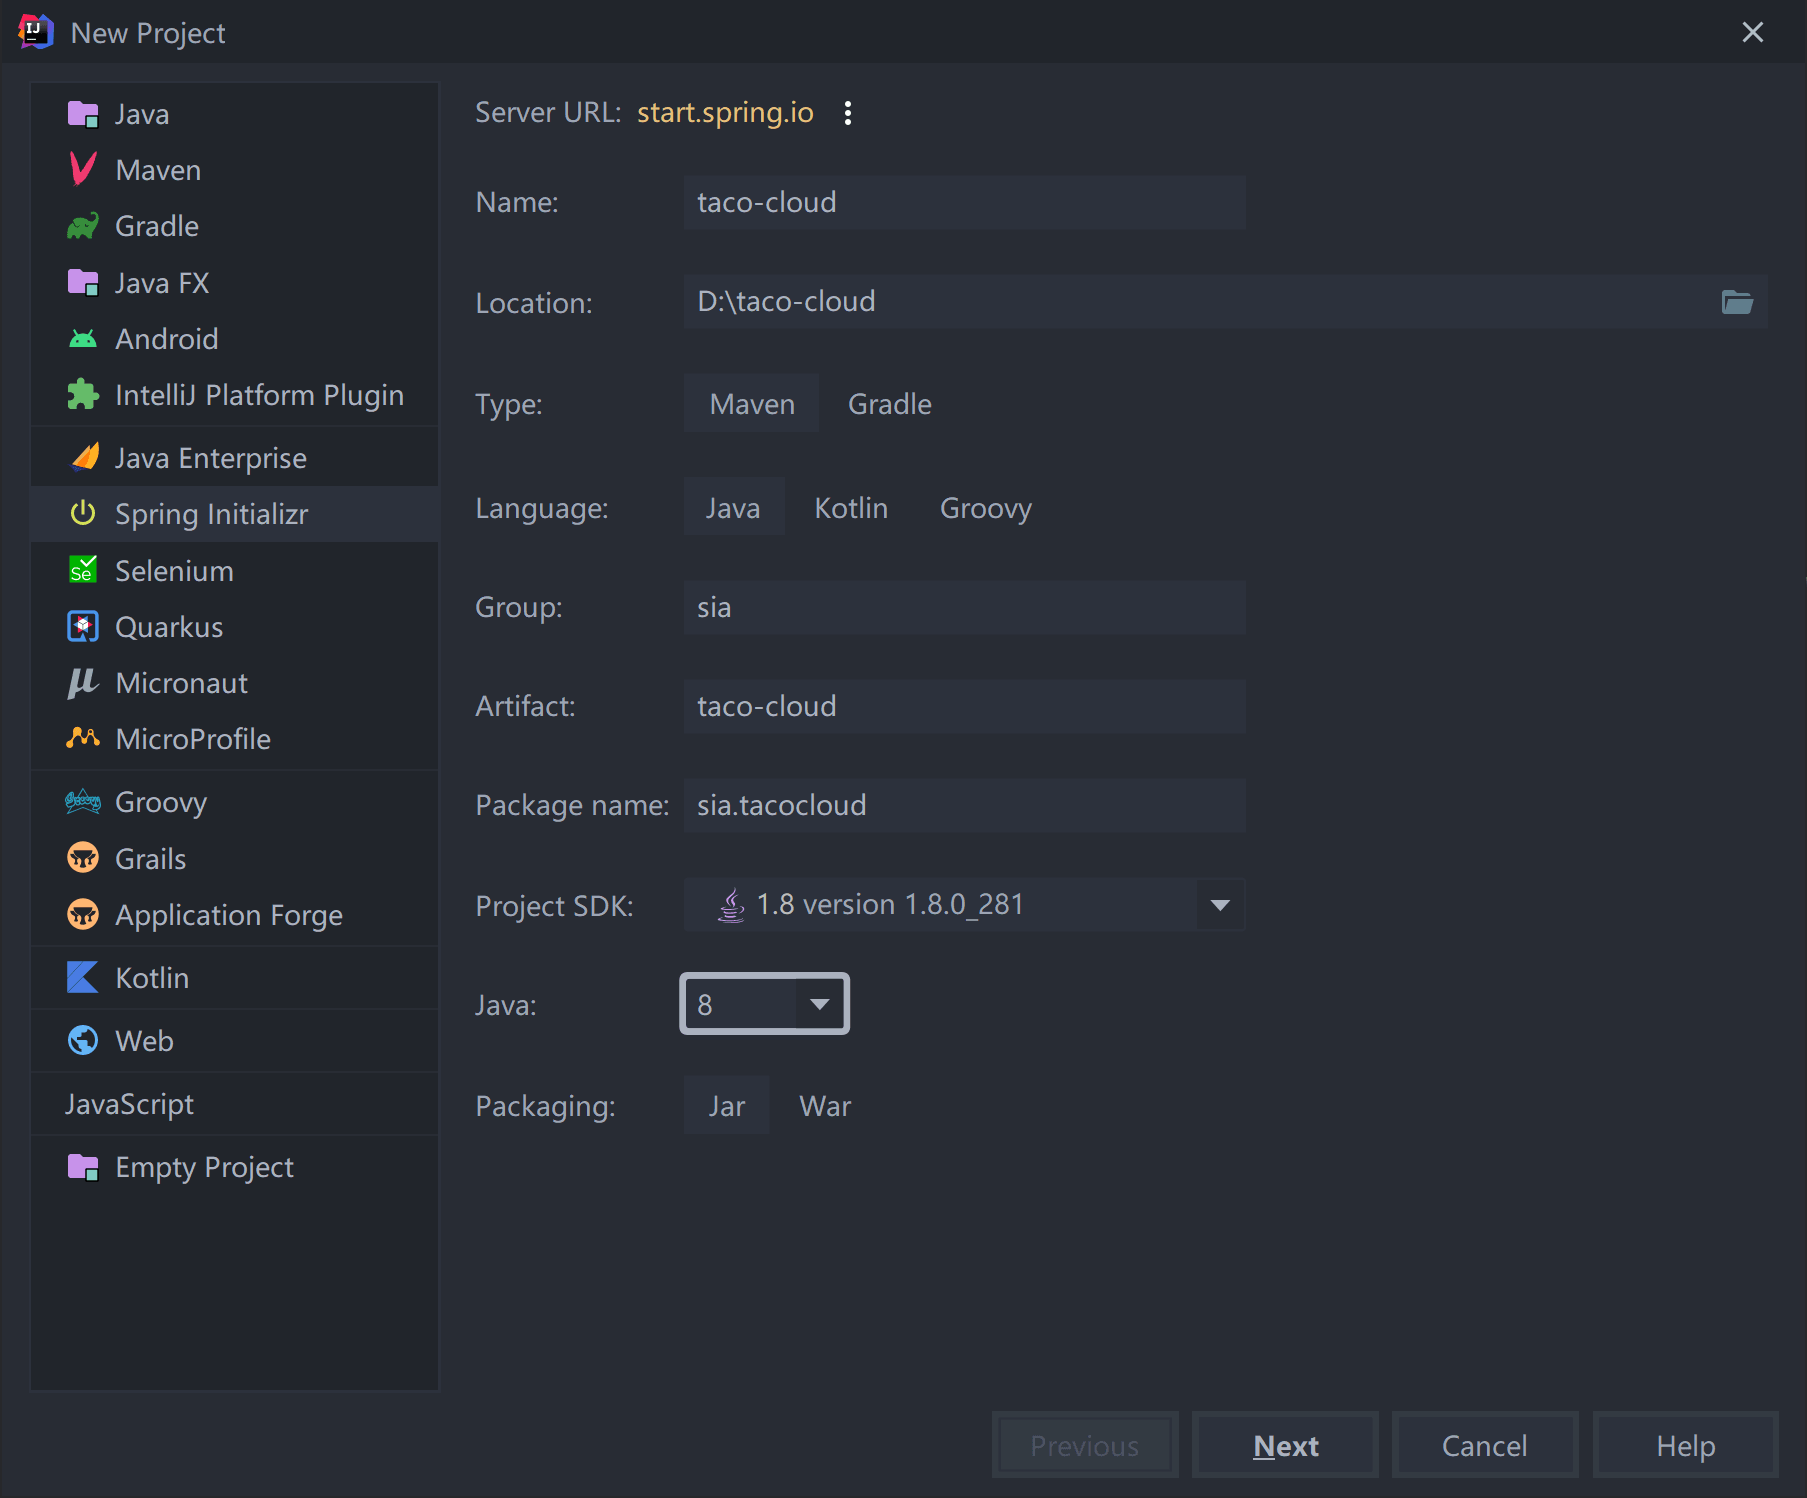 New Project
Java
Maven
Gradle
Java FX
Android
IntelliJ Platform Plugin
Java Enterprise
Spring Initializr
Selenium
Quarkus
Micronaut
MicroProfile
Groovy
Grails
Application Forge
Kotlin
Web
JavaScript
Empty Project
Server URL: start.spring.io
Name: taco-cloud
Location: D:\taco-cloud
Type: Maven Gradle
Language: Java Kotlin Groovy
Group: sia
Artifact: taco-cloud
Package name: sia.tacocloud
Project SDK: 1.8 version 1.8.0_281
Java: 8
Packaging: Jar War
Previous Next Cancel Help